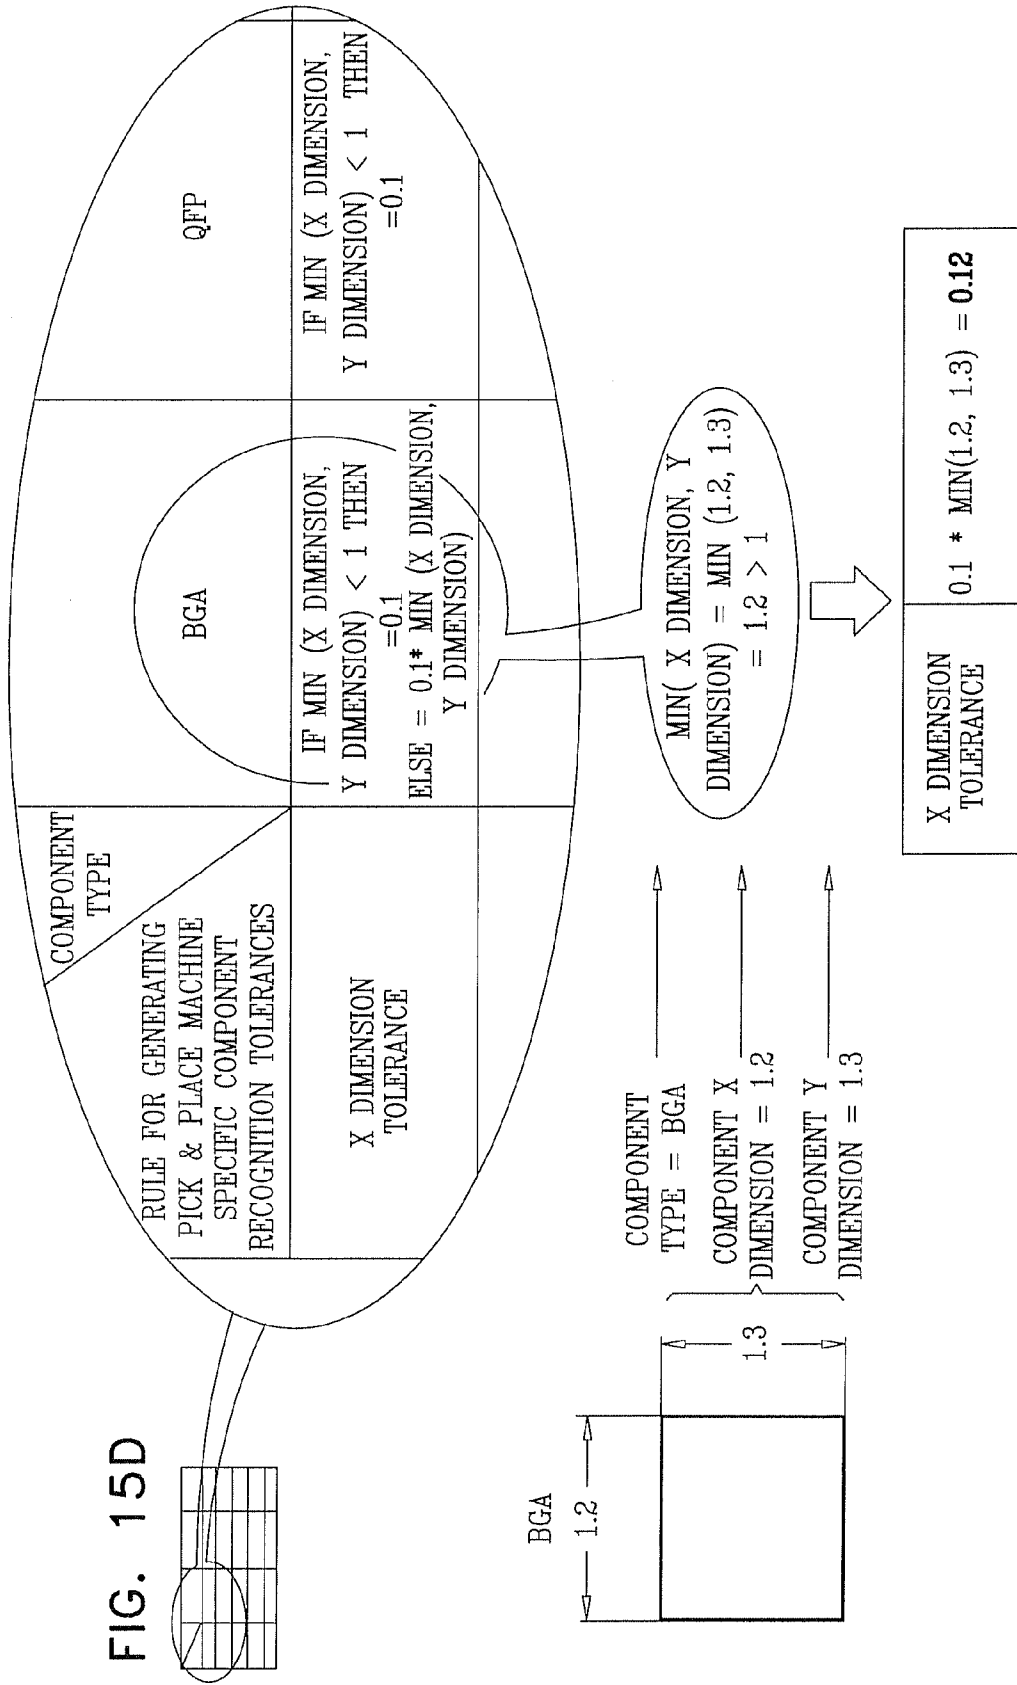 FIG. 15D
COMPONENT
TYPE
RULE FOR GENERATING
PICK & PLACE MACHINE
SPECIFIC COMPONENT
RECOGNITION TOLERANCES
BGA
QFP
X DIMENSION
TOLERANCE
IF MIN (X DIMENSION,
Y DIMENSION) < 1 THEN
=0.1
ELSE = 0.1* MIN (X DIMENSION,
Y DIMENSION)
IF MIN (X DIMENSION,
Y DIMENSION) < 1 THEN
=0.1
BGA
1.2
1.3
COMPONENT
TYPE = BGA
COMPONENT X
DIMENSION = 1.2
COMPONENT Y
DIMENSION = 1.3
MIN( X DIMENSION, Y
DIMENSION) = MIN (1.2, 1.3)
= 1.2 > 1
X DIMENSION
TOLERANCE
0.1 * MIN(1.2, 1.3) = 0.12